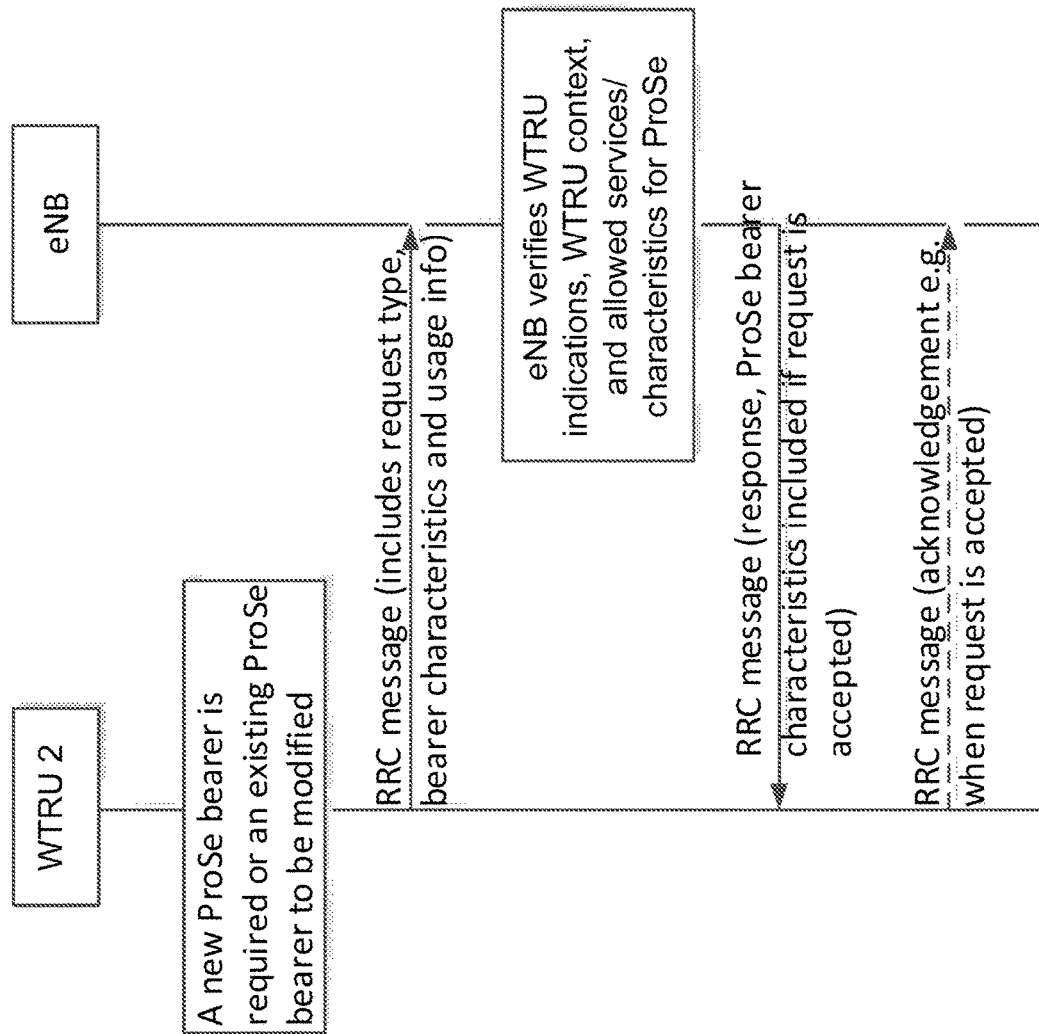 WTRU 2
eNB
A new ProSe bearer is
required or an existing ProSe
bearer to be modified
RRC message (includes request type,
bearer characteristics and usage info)
eNB verifies WTRU
indications, WTRU context,
and allowed services/
characteristics for ProSe
RRC message (response, ProSe bearer
characteristics included if request is
accepted)
RRC message (acknowledgement e.g.
when request is accepted)